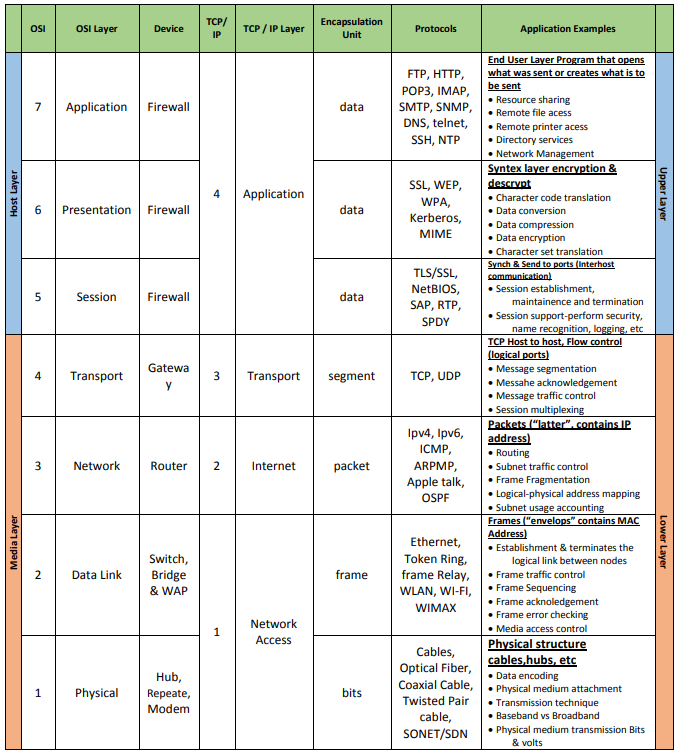 OSI
OSI Layer
Device
TCP/
IP
TCP / IP Layer
Encapsulation
Unit
Protocols
Application Examples
Host Layer
Upper Layer
7
Application
Firewall
4
Application
data
FTP, HTTP,
POP3, IMAP,
SMTP, SNMP,
DNS, telnet,
SSH, NTP
End User Layer Program that opens
what was sent or creates what is to
be sent
• Resource sharing
• Remote file acess
• Remote printer acess
• Directory services
• Network Management
6
Presentation
Firewall
data
SSL, WEP,
WPA,
Kerberos,
MIME
Syntex layer encryption &
descrypt
• Character code translation
• Data conversion
• Data compression
• Data encryption
• Character set translation
5
Session
Firewall
data
TLS/SSL,
NetBIOS,
SAP, RTP,
SPDY
Synch & Send to ports (Interhost
communication)
• Session establishment,
maintainence and termination
• Session support-perform security,
name recognition, logging, etc
Media Layer
Lower Layer
4
Transport
Gatewa
y
3
Transport
segment
TCP, UDP
TCP Host to host, Flow control
(logical ports)
• Message segmentation
• Messahe acknowledgement
• Message traffic control
• Session multiplexing
3
Network
Router
2
Internet
packet
Ipv4, Ipv6,
ICMP,
ARPMP,
Apple talk,
OSPF
Packets ("latter", contains IP
address)
• Routing
• Subnet traffic control
• Frame Fragmentation
• Logical-physical address mapping
• Subnet usage accounting
2
Data Link
Switch,
Bridge
& WAP
1
Network
Access
frame
Ethernet,
Token Ring,
frame Relay,
WLAN, WI-FI,
WIMAX
Frames ("envelops" contains MAC
Address)
• Establishment & terminates the
logical link between nodes
• Frame traffic control
• Frame Sequencing
• Frame acknoledgement
• Frame error checking
• Media access control
1
Physical
Hub,
Repeate,
Modem
bits
Cables,
Optical Fiber,
Coaxial Cable,
Twisted Pair
cable,
SONET/SDN
Physical structure
cables,hubs, etc
• Data encoding
• Physical medium attachment
• Transmission technique
• Baseband vs Broadband
• Physical medium transmission Bits
& volts